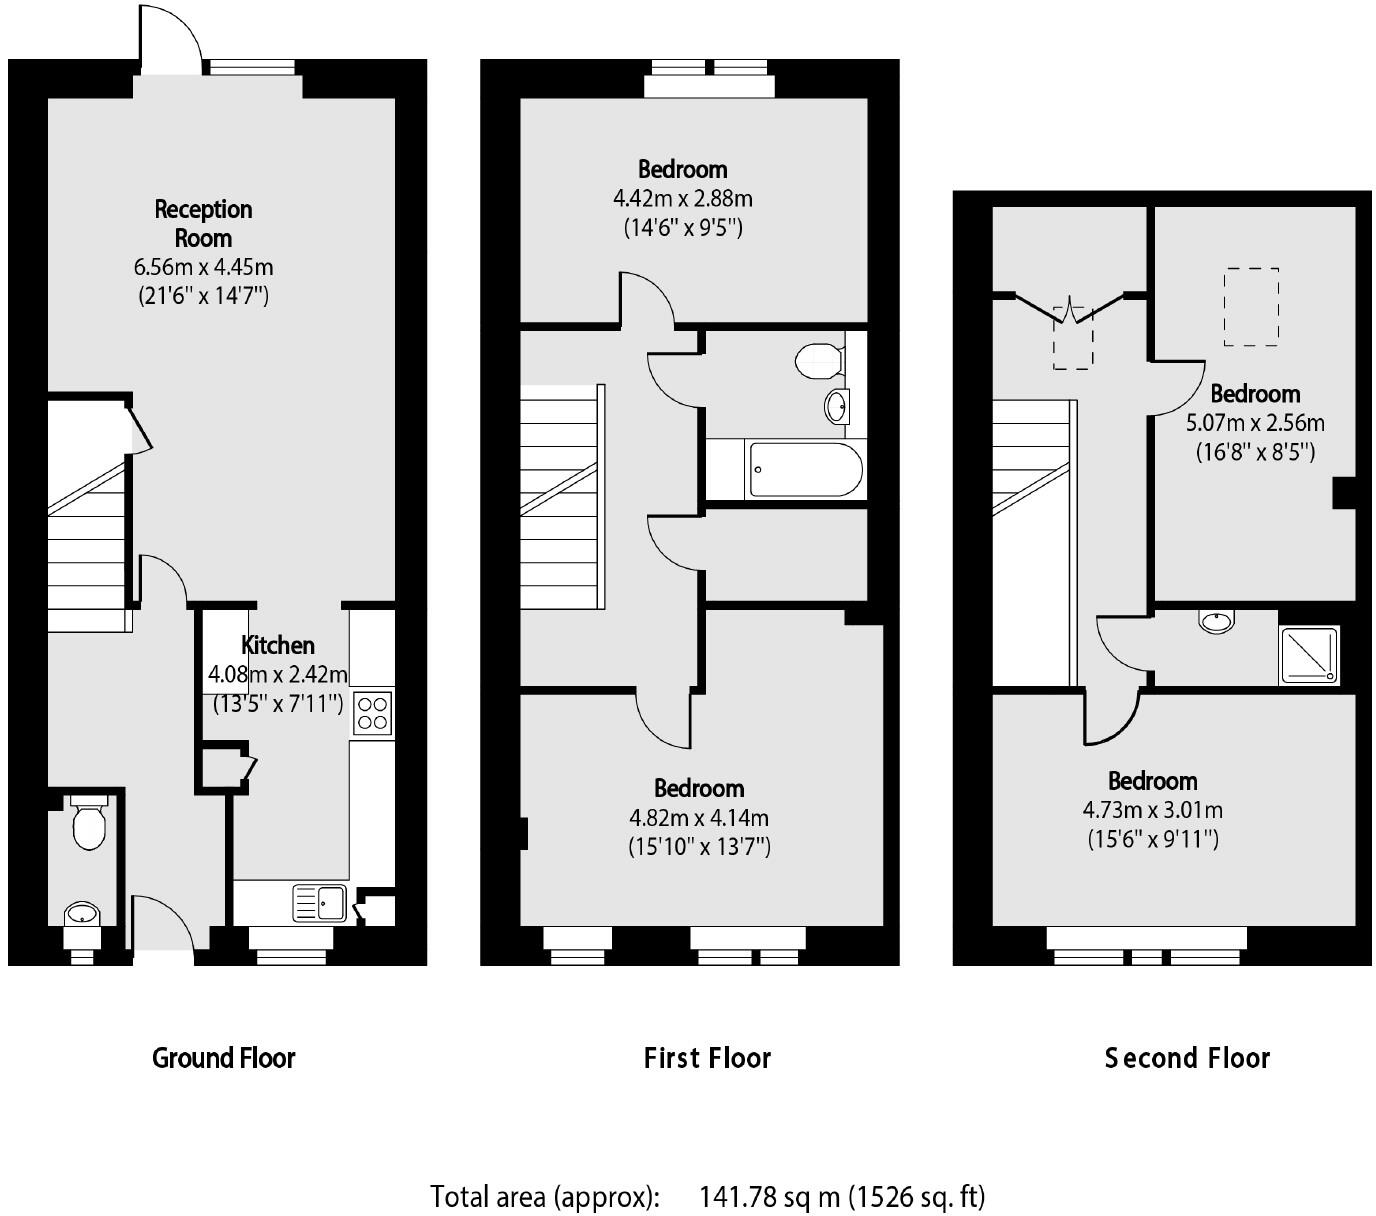 Reception
Room
6.56m x 4.45m
(21'6" x 14'7")
Kitchen
4.08m x 2.42m
(13'5" x 7'11")
Ground Floor
Bedroom
4.42m x 2.88m
(14'6" x 9'5")
Bedroom
4.82m x 4.14m
(15'10" x 13'7")
First Floor
Bedroom
5.07m x 2.56m
(16'8" x 8'5")
Bedroom
4.73m x 3.01m
(15'6" x 9'11")
Second Floor
Total area (approx): 141.78 sq m (1526 sq. ft)